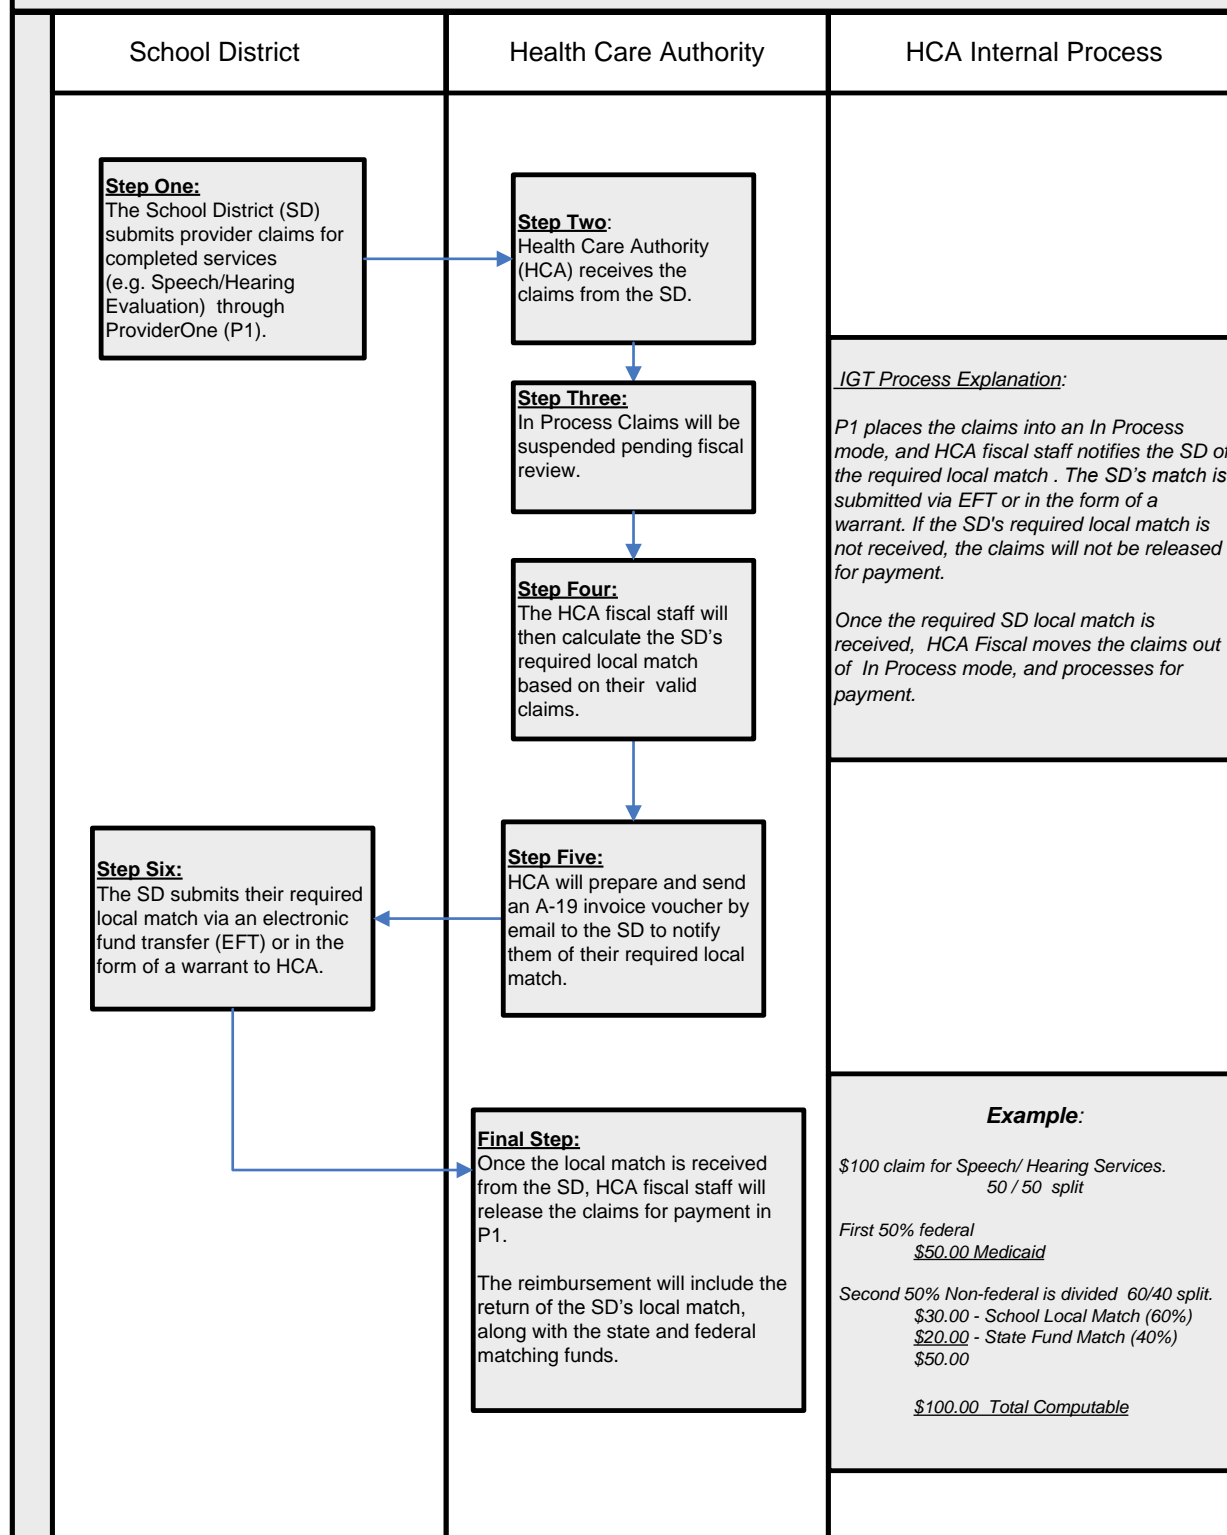 School District
Health Care Authority
HCA Internal Process
Step One:
The School District (SD)
submits provider claims for
completed services
(e.g. Speech/Hearing
Evaluation)  through
ProviderOne (P1).
Step Two:
Health Care Authority
(HCA) receives the
claims from the SD.
Step Three:
In Process Claims will be
suspended pending fiscal
review.
IGT Process Explanation:
P1 places the claims into an In Process
mode, and HCA fiscal staff notifies the SD of
the required local match . The SD’s match is
submitted via EFT or in the form of a
warrant. If the SD's required local match is
not received, the claims will not be released
for payment.
Once the required SD local match is
received,  HCA Fiscal moves the claims out
of  In Process mode, and processes for
payment.
Step Four:
The HCA fiscal staff will
then calculate the SD’s
required local match
based on their  valid
claims.
Step Five:
HCA will prepare and send
an A-19 invoice voucher by
email to the SD to notify
them of their required local
match.
Step Six:
The SD submits their required
local match via an electronic
fund transfer (EFT) or in the
form of a warrant to HCA.
Final Step:
Once the local match is received
from the SD, HCA fiscal staff will
release the claims for payment in
P1.
The reimbursement will include the
return of the SD’s local match,
along with the state and federal
matching funds.
Example:
$100 claim for Speech/ Hearing Services.
50 / 50  split
First 50% federal
$50.00 Medicaid
Second 50% Non-federal is divided  60/40 split.
$30.00 - School Local Match (60%)
$20.00 - State Fund Match (40%)
$50.00
$100.00  Total Computable